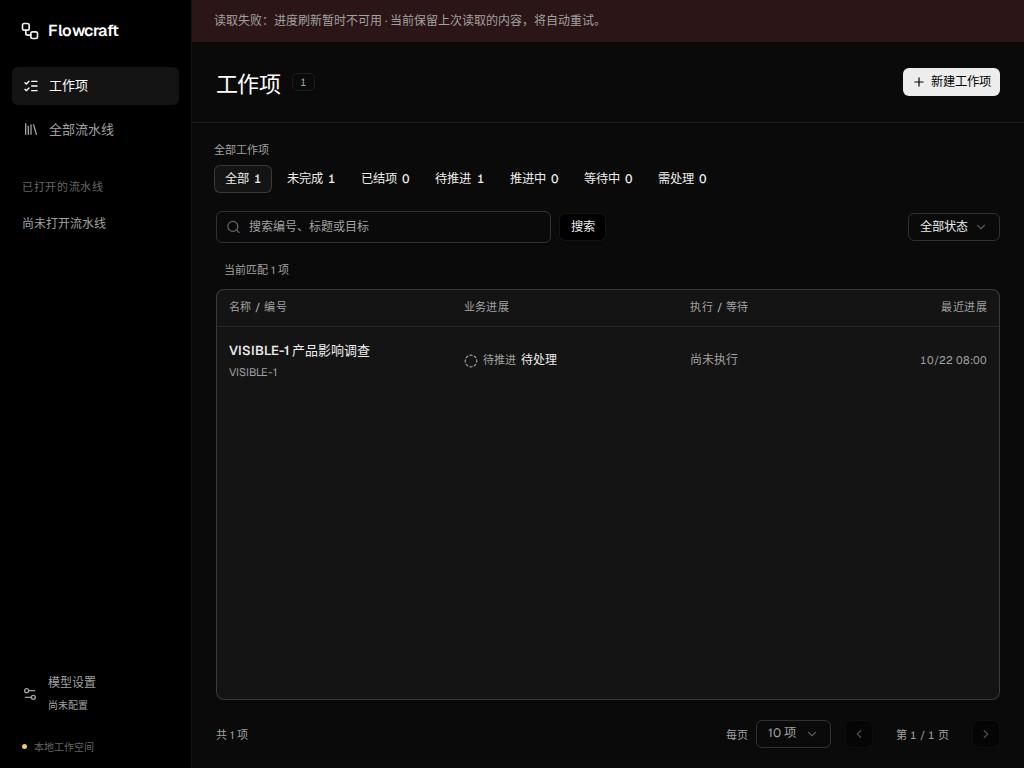 Flowcraft
工作项
全部流水线
已打开的流水线
尚未打开流水线
模型设置
尚未配置
本地工作空间
读取失败：进度刷新暂时不可用 · 当前保留上次读取的内容，将自动重试。
工作项 1
新建工作项
全部工作项
全部 1 未完成 1 已结项 0 待推进 1 推进中 0 等待中 0 需处理 0
搜索编号、标题或目标 搜索 全部状态
当前匹配 1 项
名称 / 编号 业务进展 执行 / 等待 最近进展
VISIBLE-1 产品影响调查
VISIBLE-1
待推进 待处理 尚未执行 10/22 08:00
共 1 项 每页 10 项 第 1 / 1 页